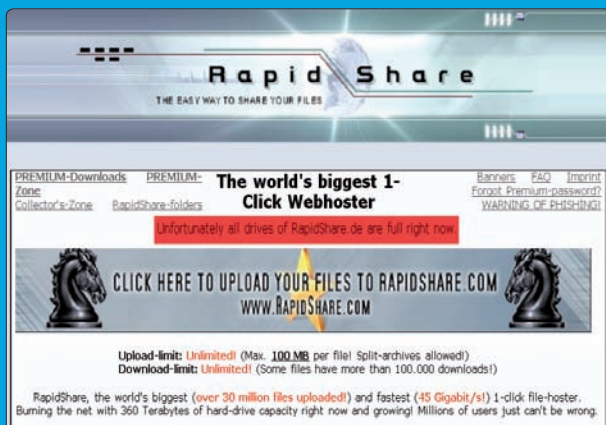 Rapid Share
THE EASY WAY TO SHARE YOUR FILES
PREMIUM-Downloads PREMIUM-
Zone
Collector's-Zone RapidShare-folders
The world's biggest 1-
Click Webhoster
Banners FAQ Imprint
Forgot Premium-password?
WARNING OF PHISHING!
Unfortunately all drives of RapidShare.de are full right now.
CLICK HERE TO UPLOAD YOUR FILES TO RAPIDSHARE.COM
WWW.RAPIDSHARE.COM
Upload-limit: Unlimited! (Max. 100 MB per file! Split-archives allowed!)
Download-limit: Unlimited! (Some files have more than 100.000 downloads!)
RapidShare, the world's biggest (over 30 million files uploaded!) and fastest (45 Gigabit/s!) 1-click file-hoster.
Burning the net with 360 Terabytes of hard-drive capacity right now and growing! Millions of users just can't be wrong.